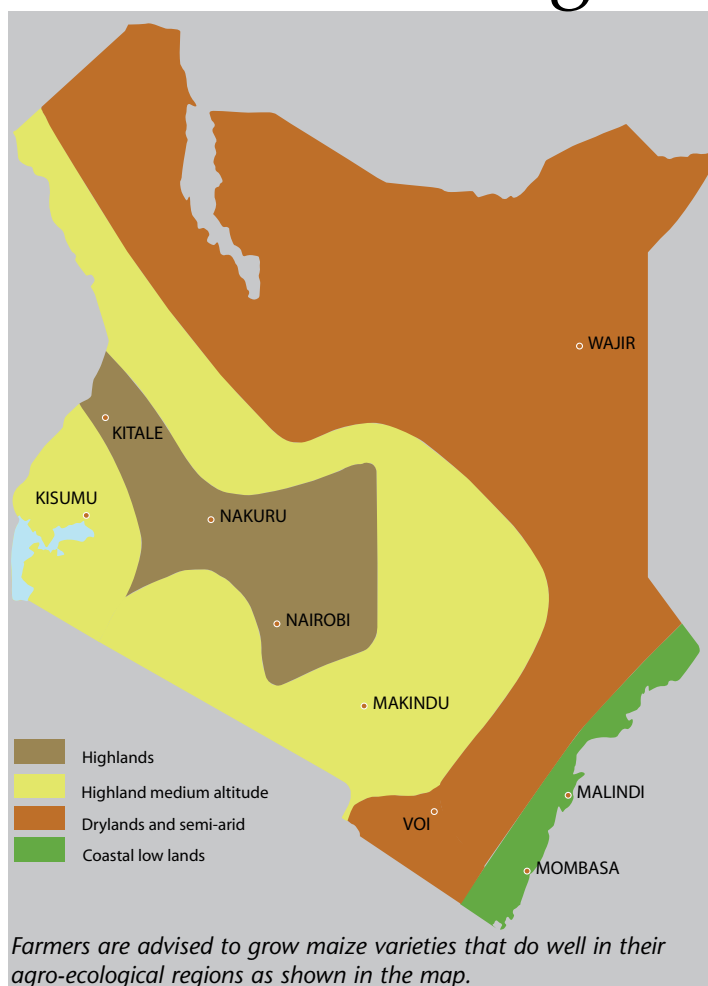 WAJIR
KITALE
KISUMU
NAKURU
NAIROBI
MAKINDU
Highlands
Highland medium altitude
MALINDI
Drylands and semi-arid
VOI
Coastal low lands
MOMBASA
Farmers are advised to grow maize varieties that do well in their
agro-ecological regions as shown in the map.